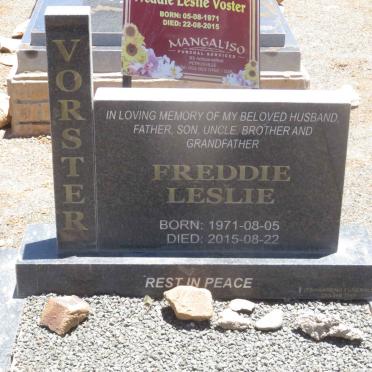 Freddie Leslie Voster
BORN: 05-08-1971
DIED: 22-08-2015
MANGALISO
FUNERAL SERVICES
VORSTER
IN LOVING MEMORY OF MY BELOVED HUSBAND,
FATHER, SON, UNCLE, BROTHER AND
GRANDFATHER
FREDDIE
LESLIE
BORN: 1971-08-05
DIED: 2015-08-22
REST IN PEACE